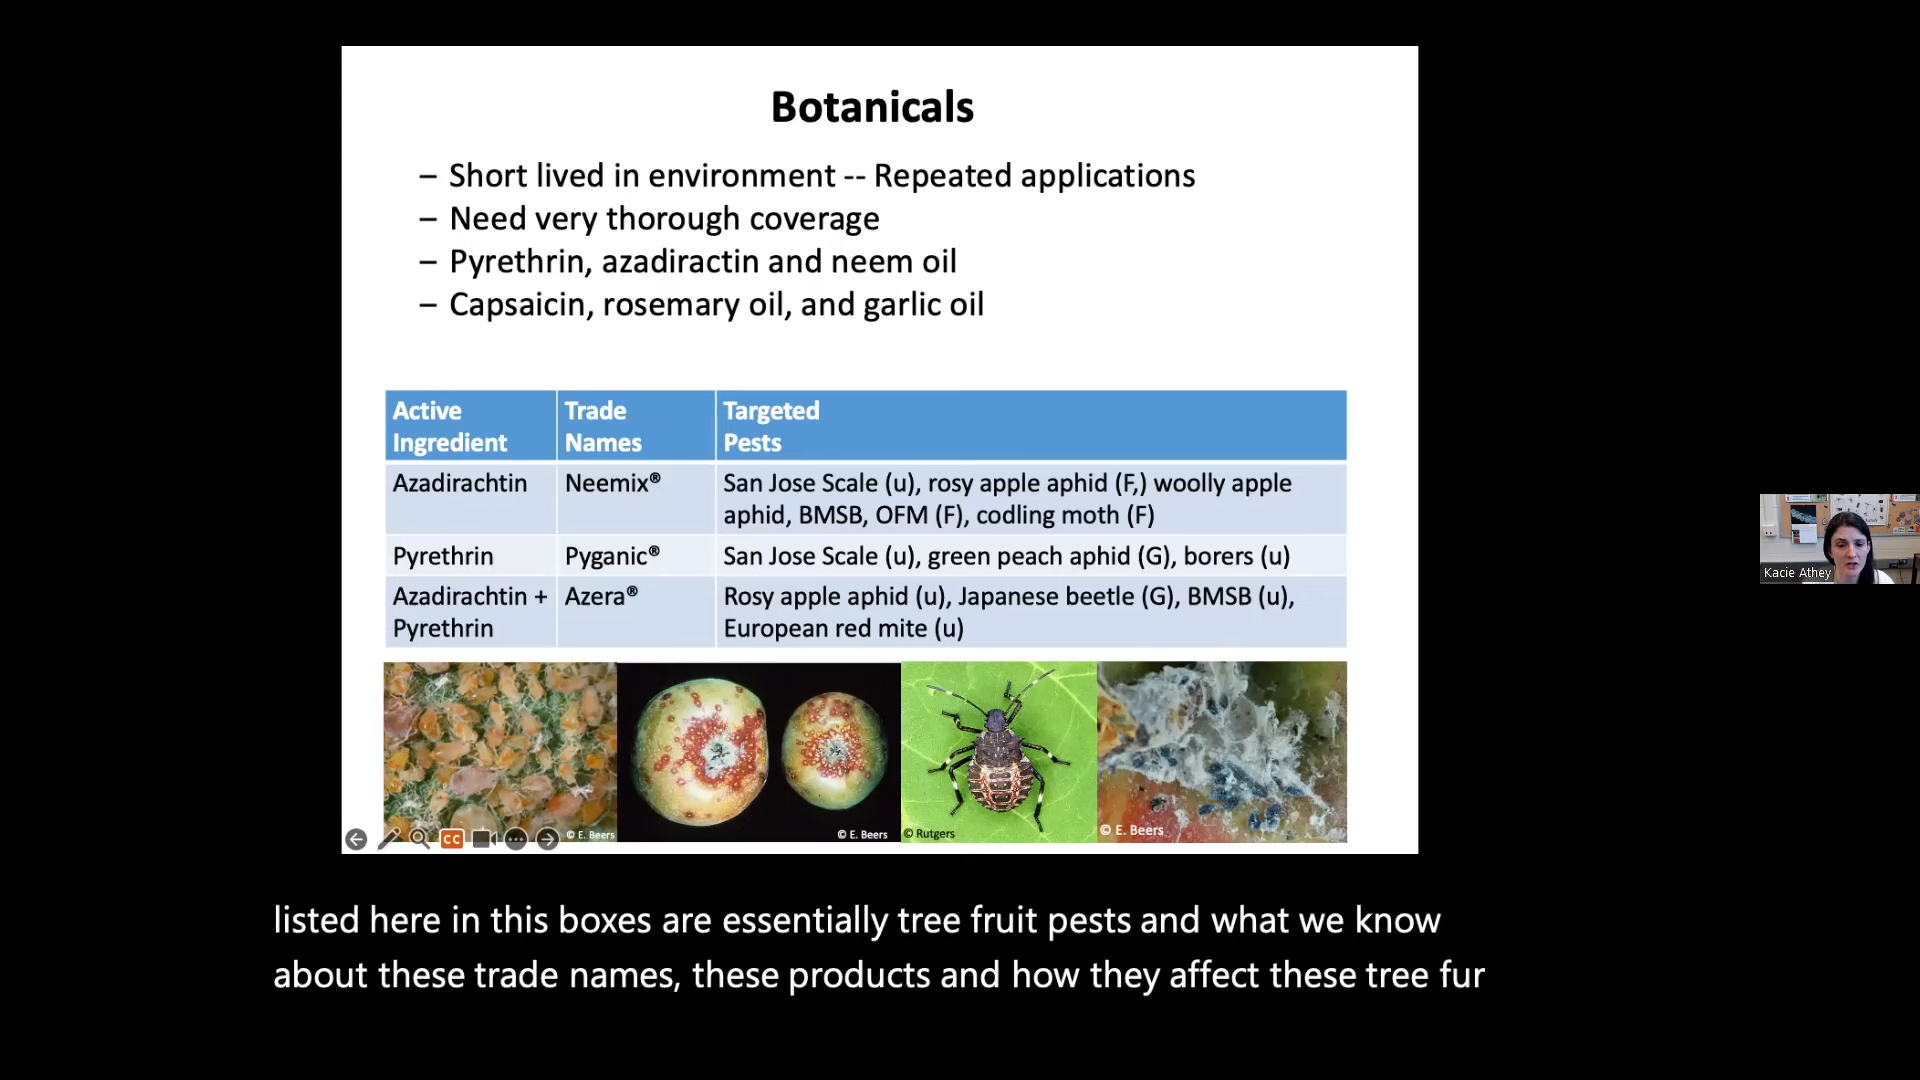 Botanicals
– Short lived in environment -- Repeated applications
– Need very thorough coverage
– Pyrethrin, azadiractin and neem oil
– Capsaicin, rosemary oil, and garlic oil
Active Ingredient
Trade Names
Targeted Pests
Azadirachtin
Neemix®
San Jose Scale (u), rosy apple aphid (F,) woolly apple
aphid, BMSB, OFM (F), codling moth (F)
Pyrethrin
Pyganic®
San Jose Scale (u), green peach aphid (G), borers (u)
Azadirachtin +
Pyrethrin
Azera®
Rosy apple aphid (u), Japanese beetle (G), BMSB (u),
European red mite (u)
© E. Beers
© E. Beers
© Rutgers
© E. Beers
CC
Kacie Athey
listed here in this boxes are essentially tree fruit pests and what we know
about these trade names, these products and how they affect these tree fur